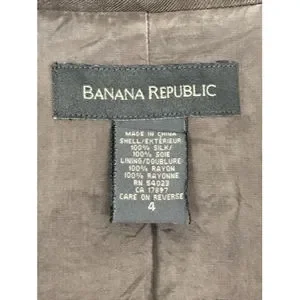 BANANA REPUBLIC
MADE IN CHINA
SHELL/EXTÉRIEUR
100% SILK/
100% SOIE
LINING/DOUBLURE
100% RAYON
100% RAYONNE
RN 54023
CA 17897
CARE ON REVERSE
4